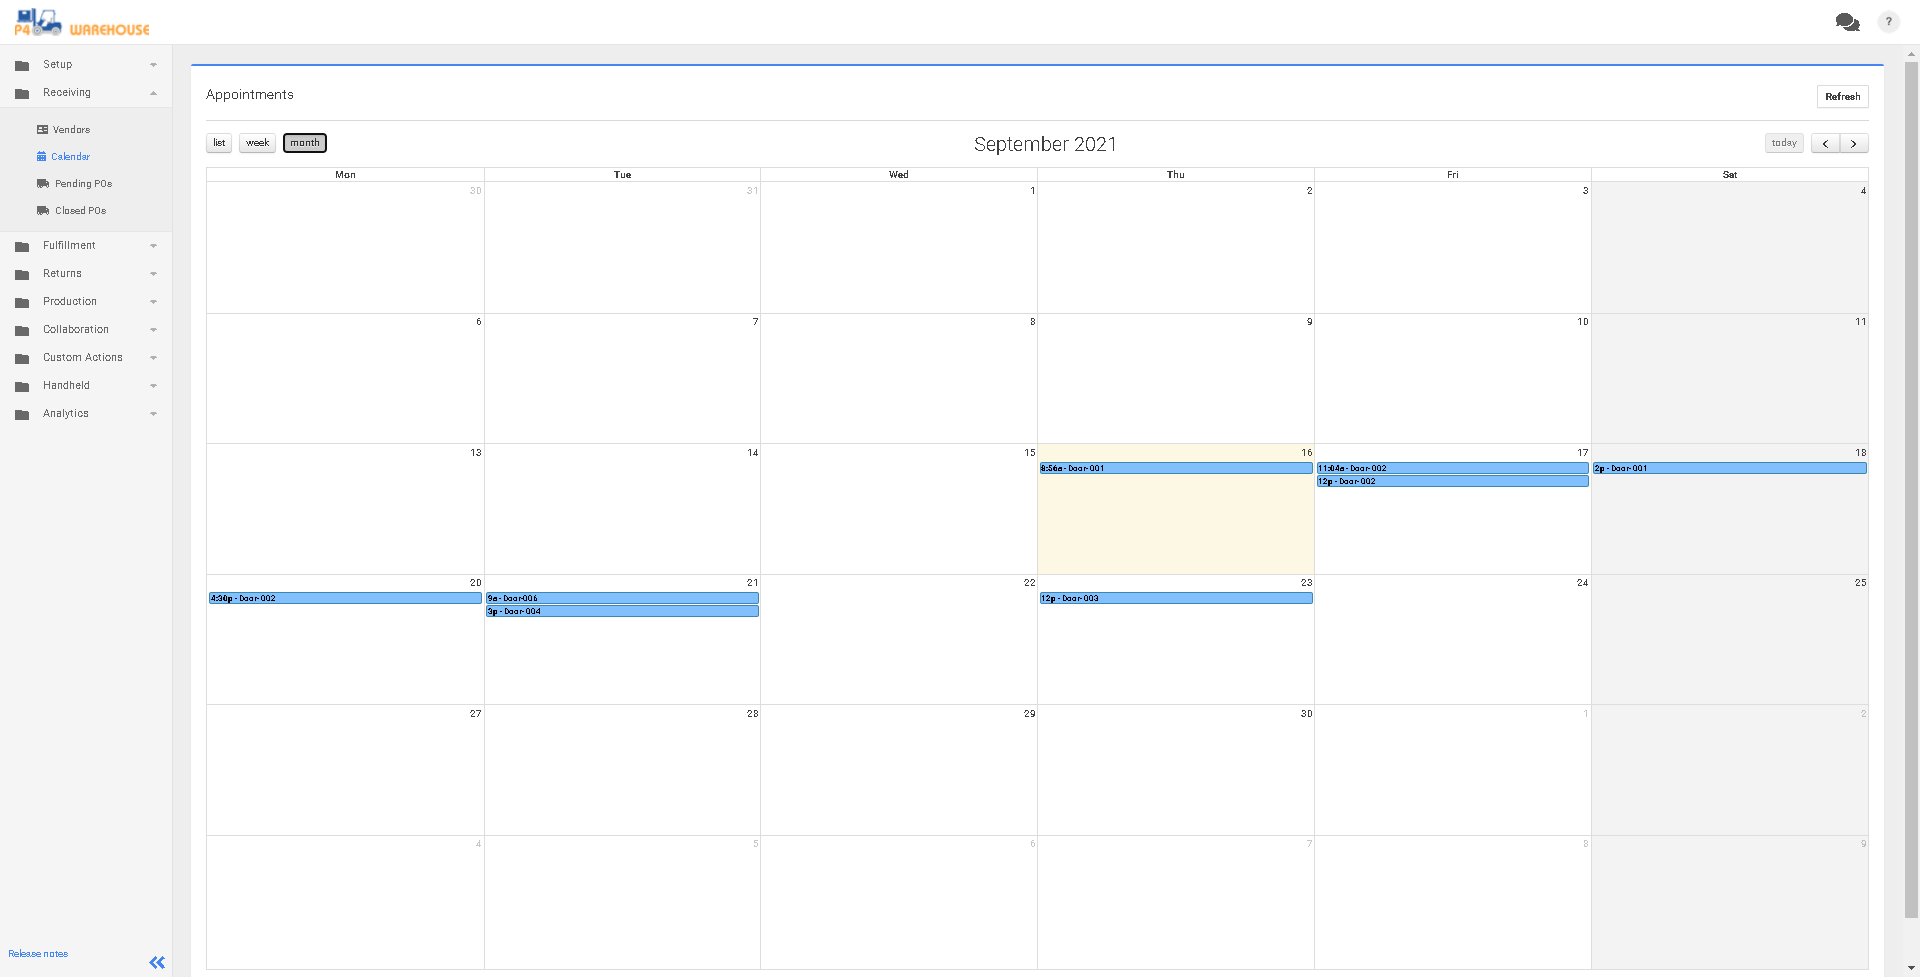 P4 WAREHOUSE
?
Setup
Receiving
Vendors
Calendar
Pending POs
Closed POs
Fulfillment
Returns
Production
Collaboration
Custom Actions
Handheld
Analytics
Release notes
Appointments
Refresh
list week month
September 2021
today
Mon Tue Wed Thu Fri Sat
30 31 1 2 3 4
6 7 8 9 10 11
13 14 15 16 17 18
8:56a - Door-001 11:04a - Door-002 2p - Door-001
12p - Door-002
20 21 22 23 24 25
4:30p - Door-002 9a - Door-006 12p - Door-003
3p - Door-004
27 28 29 30 1 2
4 5 6 7 8 9